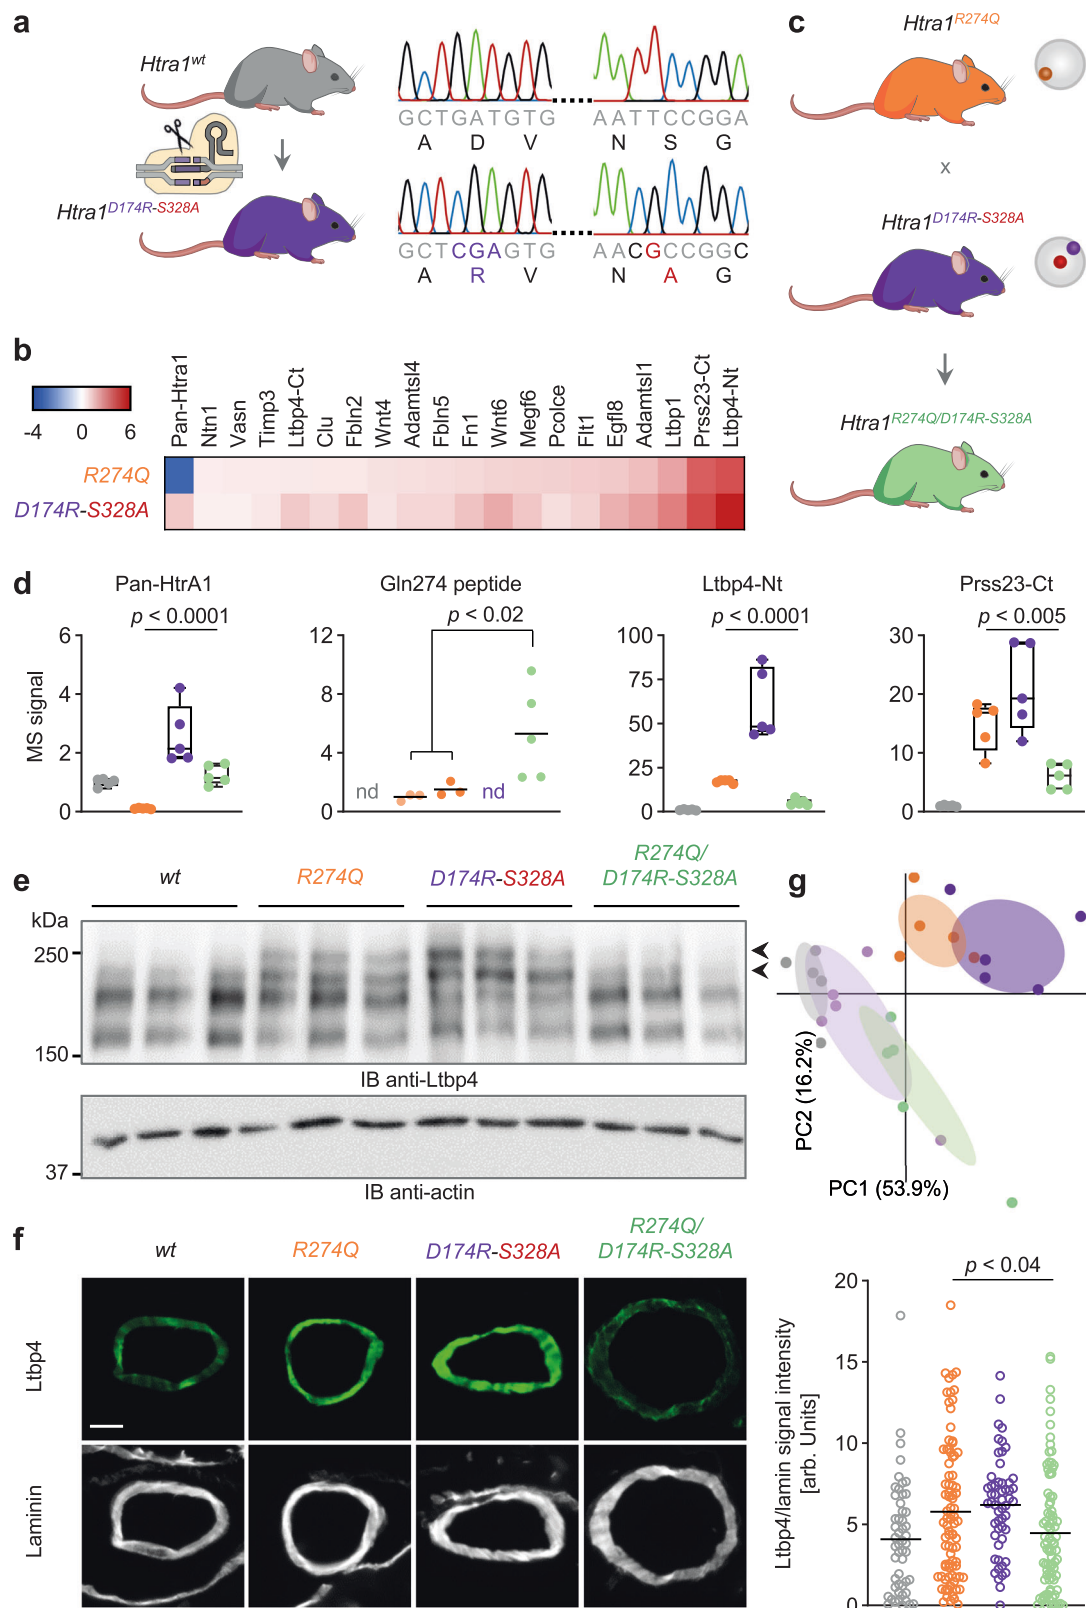 a
Htra1wt
Htra1D174R-S328A
GCTGATGTG
AATTCCGGA
A D V
N S G
GCTCGAGTG
AACGCCGGC
A R V
N A G
c
Htra1R274Q
x
Htra1D174R-S328A
Htra1R274Q/D174R-S328A
b
-4 0 6
Pan-Htra1
Ntn1
Vasn
Timp3
Ltbp4-Ct
Clu
Fbln2
Wnt4
Adamtsl4
Fbln5
Fn1
Wnt6
Megf6
Pcolce
Flt1
Egfl8
Adamtsl1
Ltbp1
Prss23-Ct
Ltbp4-Nt
R274Q
D174R-S328A
d
Pan-HtrA1
p < 0.0001
MS signal
6
4
2
0
Gln274 peptide
p < 0.02
12
8
4
0
nd
nd
Ltbp4-Nt
p < 0.0001
100
75
50
25
0
Prss23-Ct
p < 0.005
30
20
10
0
e
wt
R274Q
D174R-S328A
R274Q/
D174R-S328A
kDa
250
150
IB anti-Ltbp4
37
IB anti-actin
g
PC2 (16.2%)
PC1 (53.9%)
f
wt
R274Q
D174R-S328A
R274Q/
D174R-S328A
Ltbp4
Laminin
p < 0.04
Ltbp4/lamin signal intensity
[arb. Units]
20
15
10
5
0